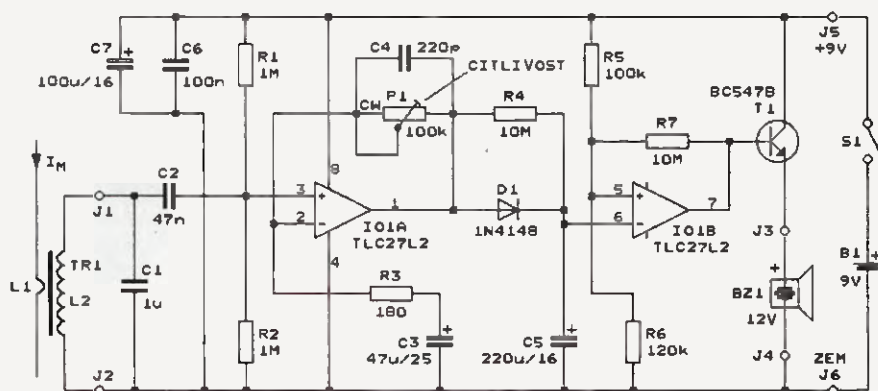 C7
100u/16
C6
100n
R1
1M
C4
220p
CITLIVOST
CW
P1
100k
R4
10M
R5
100k
BC547B
T1
J5
+9V
R7
10M
S1
IM
C2
47n
J1
3
2
8
1
4
IO1A
TLC27L2
D1
1N4148
5
6
7
IO1B
TLC27L2
J3
B1
9V
L1
TR1
L2
C1
1u
R3
180
BZ1
12V
R2
1M
C3
47u/25
C5
220u/16
R6
120k
J4
J2
ZEM
J6